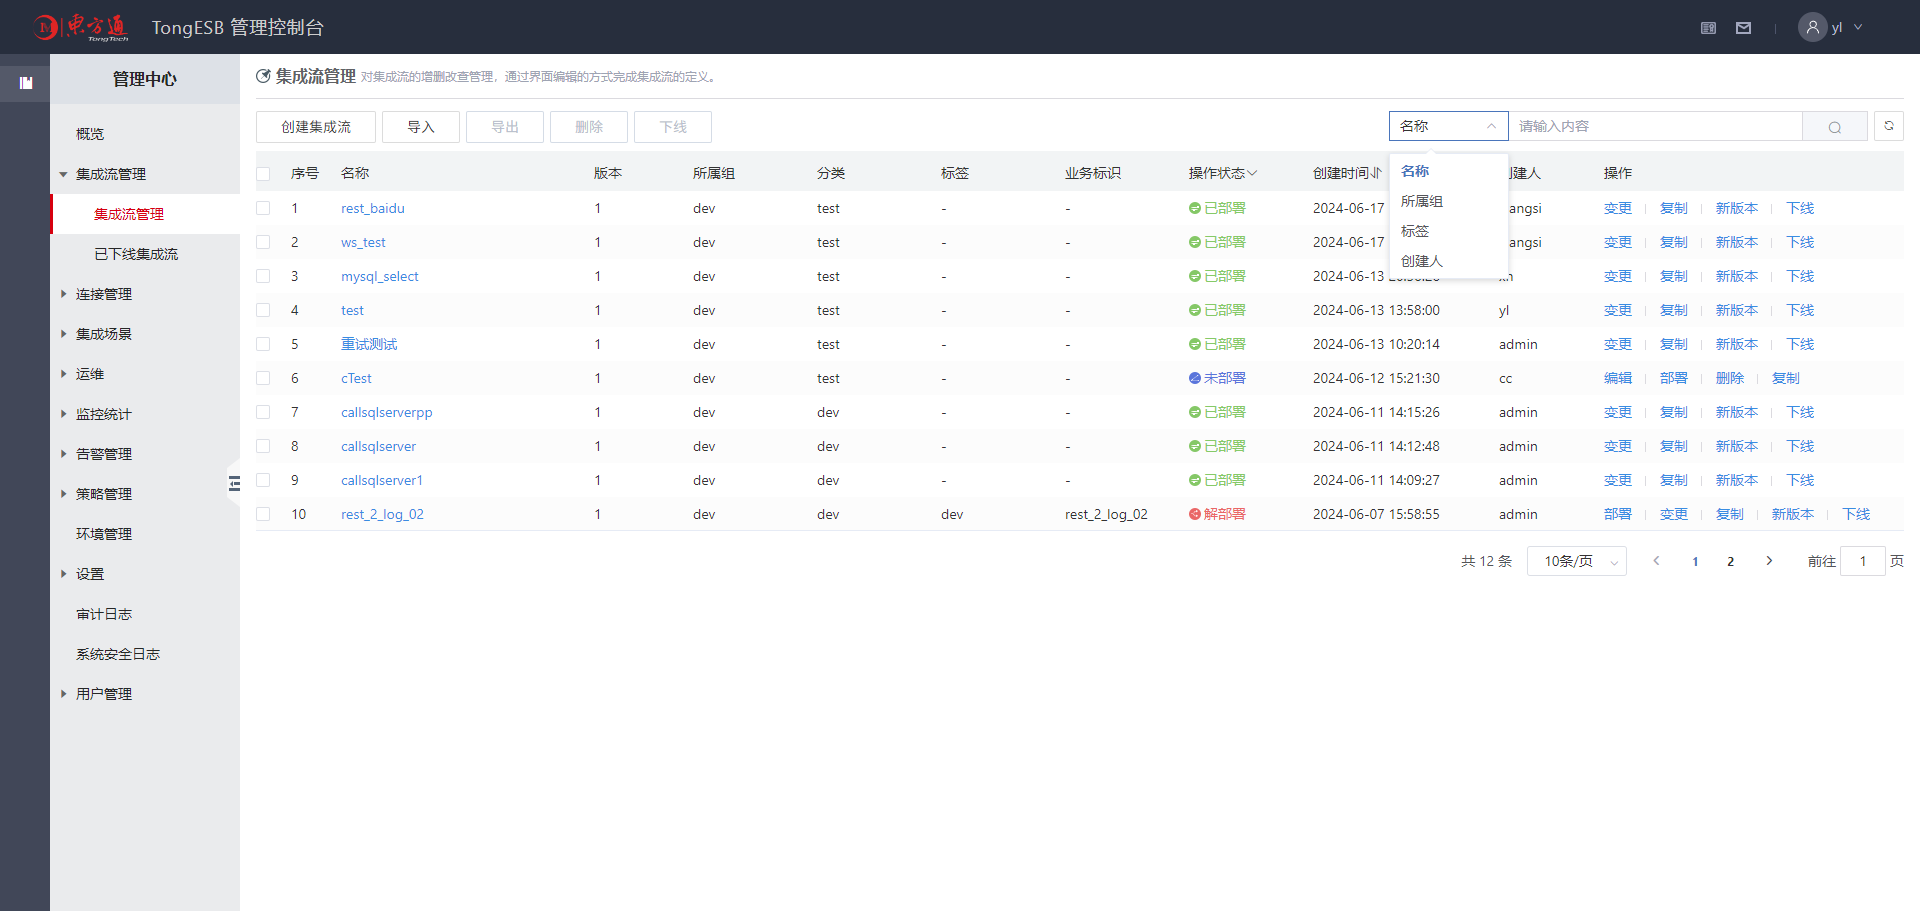 東方通 TongTech TongESB 管理控制台 yl
管理中心
概览
集成流管理
集成流管理
已下线集成流
连接管理
集成场景
运维
监控统计
告警管理
策略管理
环境管理
设置
审计日志
系统安全日志
用户管理
集成流管理 对集成流的增删改查管理，通过界面编辑的方式完成集成流的定义。
创建集成流 导入 导出 删除 下线 名称 请输入内容
名称
所属组
标签
创建人
序号 名称 版本 所属组 分类 标签 业务标识 操作状态 创建时间 建人 操作
1 rest_baidu 1 dev test - - 已部署 2024-06-17 angsi 变更 复制 新版本 下线
2 ws_test 1 dev test - - 已部署 2024-06-17 angsi 变更 复制 新版本 下线
3 mysql_select 1 dev test - - 已部署 2024-06-13 变更 复制 新版本 下线
4 test 1 dev test - - 已部署 2024-06-13 13:58:00 yl 变更 复制 新版本 下线
5 重试测试 1 dev test - - 已部署 2024-06-13 10:20:14 admin 变更 复制 新版本 下线
6 cTest 1 dev test - - 未部署 2024-06-12 15:21:30 cc 编辑 部署 删除 复制
7 callsqlserverpp 1 dev dev - - 已部署 2024-06-11 14:15:26 admin 变更 复制 新版本 下线
8 callsqlserver 1 dev dev - - 已部署 2024-06-11 14:12:48 admin 变更 复制 新版本 下线
9 callsqlserver1 1 dev dev - - 已部署 2024-06-11 14:09:27 admin 变更 复制 新版本 下线
10 rest_2_log_02 1 dev dev dev rest_2_log_02 解部署 2024-06-07 15:58:55 admin 部署 变更 复制 新版本 下线
共 12 条 10条/页 1 2 前往 1 页